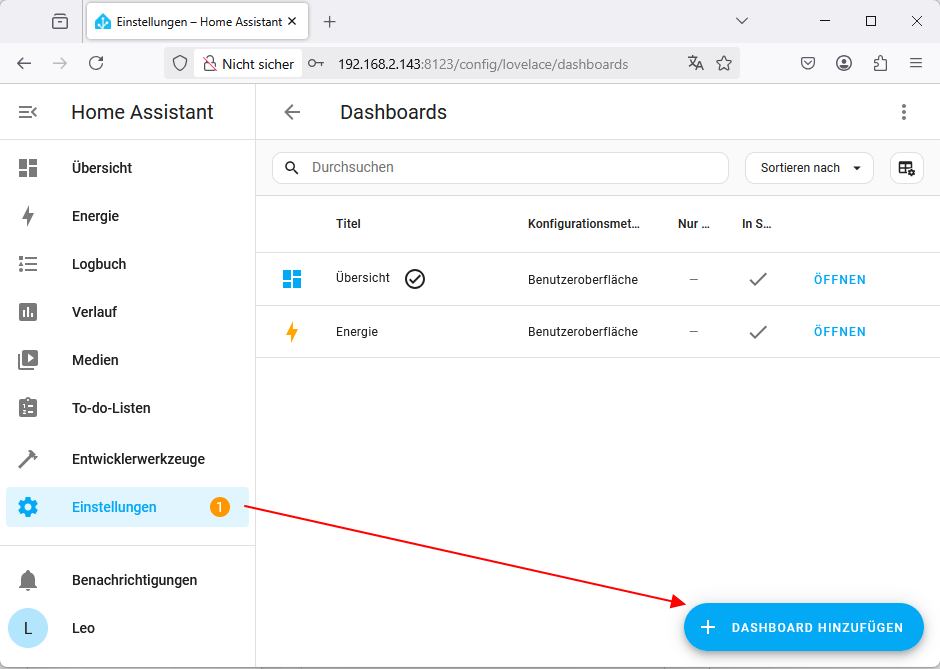 Einstellungen – Home Assistant
Nicht sicher
192.168.2.143:8123/config/lovelace/dashboards
Home Assistant
Dashboards
Übersicht
Energie
Logbuch
Verlauf
Medien
To-do-Listen
Entwicklerwerkzeuge
Einstellungen 1
Benachrichtigungen
L Leo
Durchsuchen
Sortieren nach
Titel Konfigurationsmet... Nur ... In S...
Übersicht Benutzeroberfläche – ÖFFNEN
Energie Benutzeroberfläche – ÖFFNEN
DASHBOARD HINZUFÜGEN